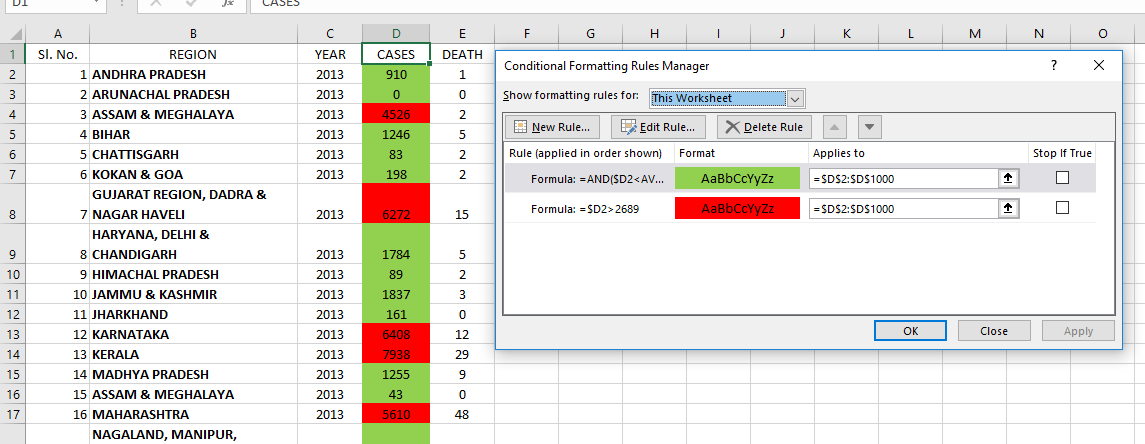 D1 fx CASES
A B C D E F G H I J K L M N O
1 Sl. No. REGION YEAR CASES DEATH
2 1 ANDHRA PRADESH 2013 910 1
3 2 ARUNACHAL PRADESH 2013 0 0
4 3 ASSAM & MEGHALAYA 2013 4526 2
5 4 BIHAR 2013 1246 5
6 5 CHATTISGARH 2013 83 2
7 6 KOKAN & GOA 2013 198 2
GUJARAT REGION, DADRA &
8 7 NAGAR HAVELI 2013 6272 15
HARYANA, DELHI &
9 8 CHANDIGARH 2013 1784 5
10 9 HIMACHAL PRADESH 2013 89 2
11 10 JAMMU & KASHMIR 2013 1837 3
12 11 JHARKHAND 2013 161 0
13 12 KARNATAKA 2013 6408 12
14 13 KERALA 2013 7938 29
15 14 MADHYA PRADESH 2013 1255 9
16 15 ASSAM & MEGHALAYA 2013 43 0
17 16 MAHARASHTRA 2013 5610 48
NAGALAND, MANIPUR,
Conditional Formatting Rules Manager ?
Show formatting rules for: This Worksheet
New Rule... Edit Rule... Delete Rule
Rule (applied in order shown) Format Applies to Stop If True
Formula: =AND($D2<AV... AaBbCcYyZz =$D$2:$D$1000
Formula: =$D2>2689 AaBbCcYyZz =$D$2:$D$1000
OK Close Apply